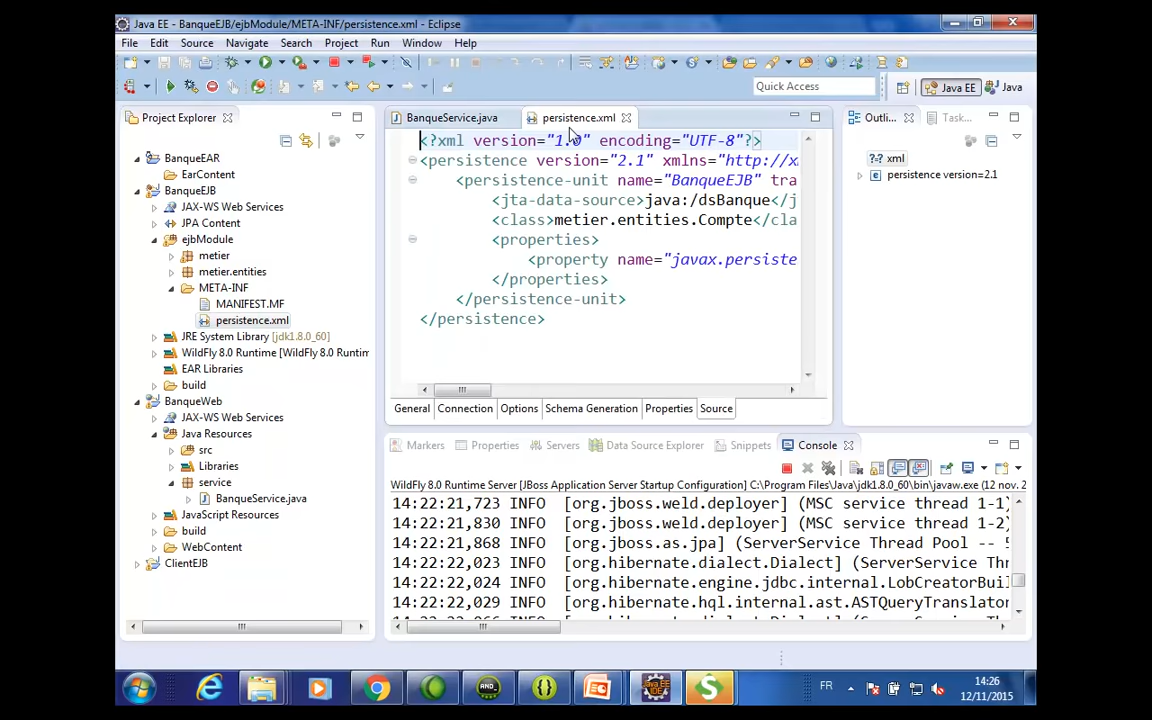 Java EE - BanqueEJB/ejbModule/META-INF/persistence.xml - Eclipse
File Edit Source Navigate Search Project Run Window Help
Quick Access
Java EE
Java
Project Explorer
BanqueEAR
EarContent
BanqueEJB
JAX-WS Web Services
JPA Content
ejbModule
metier
metier.entities
META-INF
MANIFEST.MF
persistence.xml
JRE System Library [jdk1.8.0_60]
WildFly 8.0 Runtime [WildFly 8.0 Runtim
EAR Libraries
build
BanqueWeb
JAX-WS Web Services
Java Resources
src
Libraries
service
BanqueService.java
JavaScript Resources
build
WebContent
ClientEJB
BanqueService.java
persistence.xml
<?xml version="1.0" encoding="UTF-8"?>
<persistence version="2.1" xmlns="http://x
<persistence-unit name="BanqueEJB" tra
<jta-data-source>java:/dsBanque</j
<class>metier.entities.Compte</cla
<properties>
<property name="javax.persiste
</properties>
</persistence-unit>
</persistence>
General Connection Options Schema Generation Properties Source
Outli...
Task...
xml
persistence version=2.1
Markers Properties Servers Data Source Explorer Snippets Console
WildFly 8.0 Runtime Server [JBoss Application Server Startup Configuration] C:\Program Files\Java\jdk1.8.0_60\bin\javaw.exe (12 nov. 2
14:22:21,723 INFO [org.jboss.weld.deployer] (MSC service thread 1-1)
14:22:21,830 INFO [org.jboss.weld.deployer] (MSC service thread 1-2)
14:22:21,868 INFO [org.jboss.as.jpa] (ServerService Thread Pool -- 5
14:22:22,023 INFO [org.hibernate.dialect.Dialect] (ServerService Th
14:22:22,024 INFO [org.hibernate.engine.jdbc.internal.LobCreatorBui
14:22:22,029 INFO [org.hibernate.hql.internal.ast.ASTQueryTranslator
FR
14:26
12/11/2015